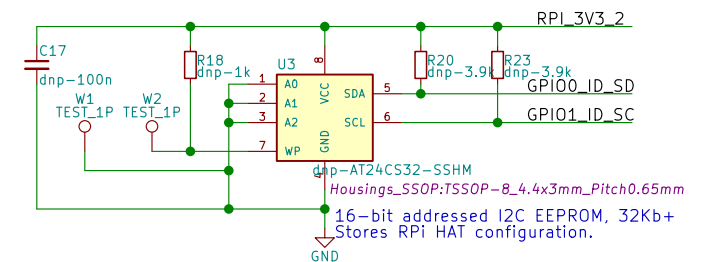 RPI_3V3_2
C17
dnp-100n
R18
dnp-1k
U3
R20
dnp-3.9k
R23
dnp-3.9k
W1
TEST_1P
W2
TEST_1P
8
VCC
1
A0
2
A1
3
A2
7
WP
SDA
5
GPIO0_ID_SD
SCL
6
GPIO1_ID_SC
GND
4
dnp-AT24CS32-SSHM
Housings_SSOP:TSSOP-8_4.4x3mm_Pitch0.65mm
16-bit addressed I2C EEPROM, 32Kb+
Stores RPi HAT configuration.
GND